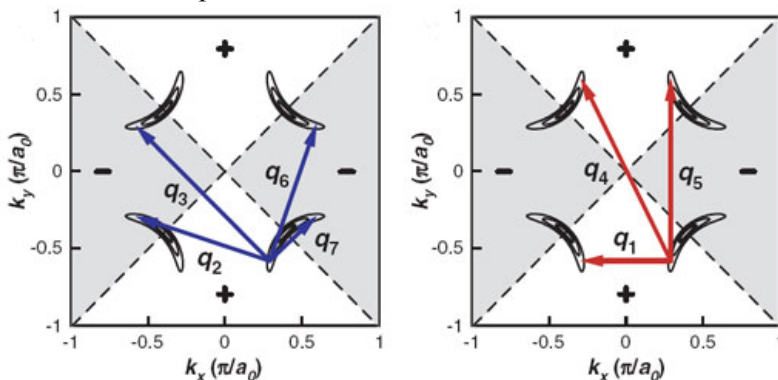 1
+
0.5
k_y (π/a_0)
0
−
−
q_6
q_3
-0.5
q_7
q_2
+
-1
-1 -0.5 0 0.5 1
k_x (π/a_0)
1
+
0.5
k_y (π/a_0)
0
−
−
q_4
q_5
-0.5
q_1
+
-1
-1 -0.5 0 0.5 1
k_x (π/a_0)